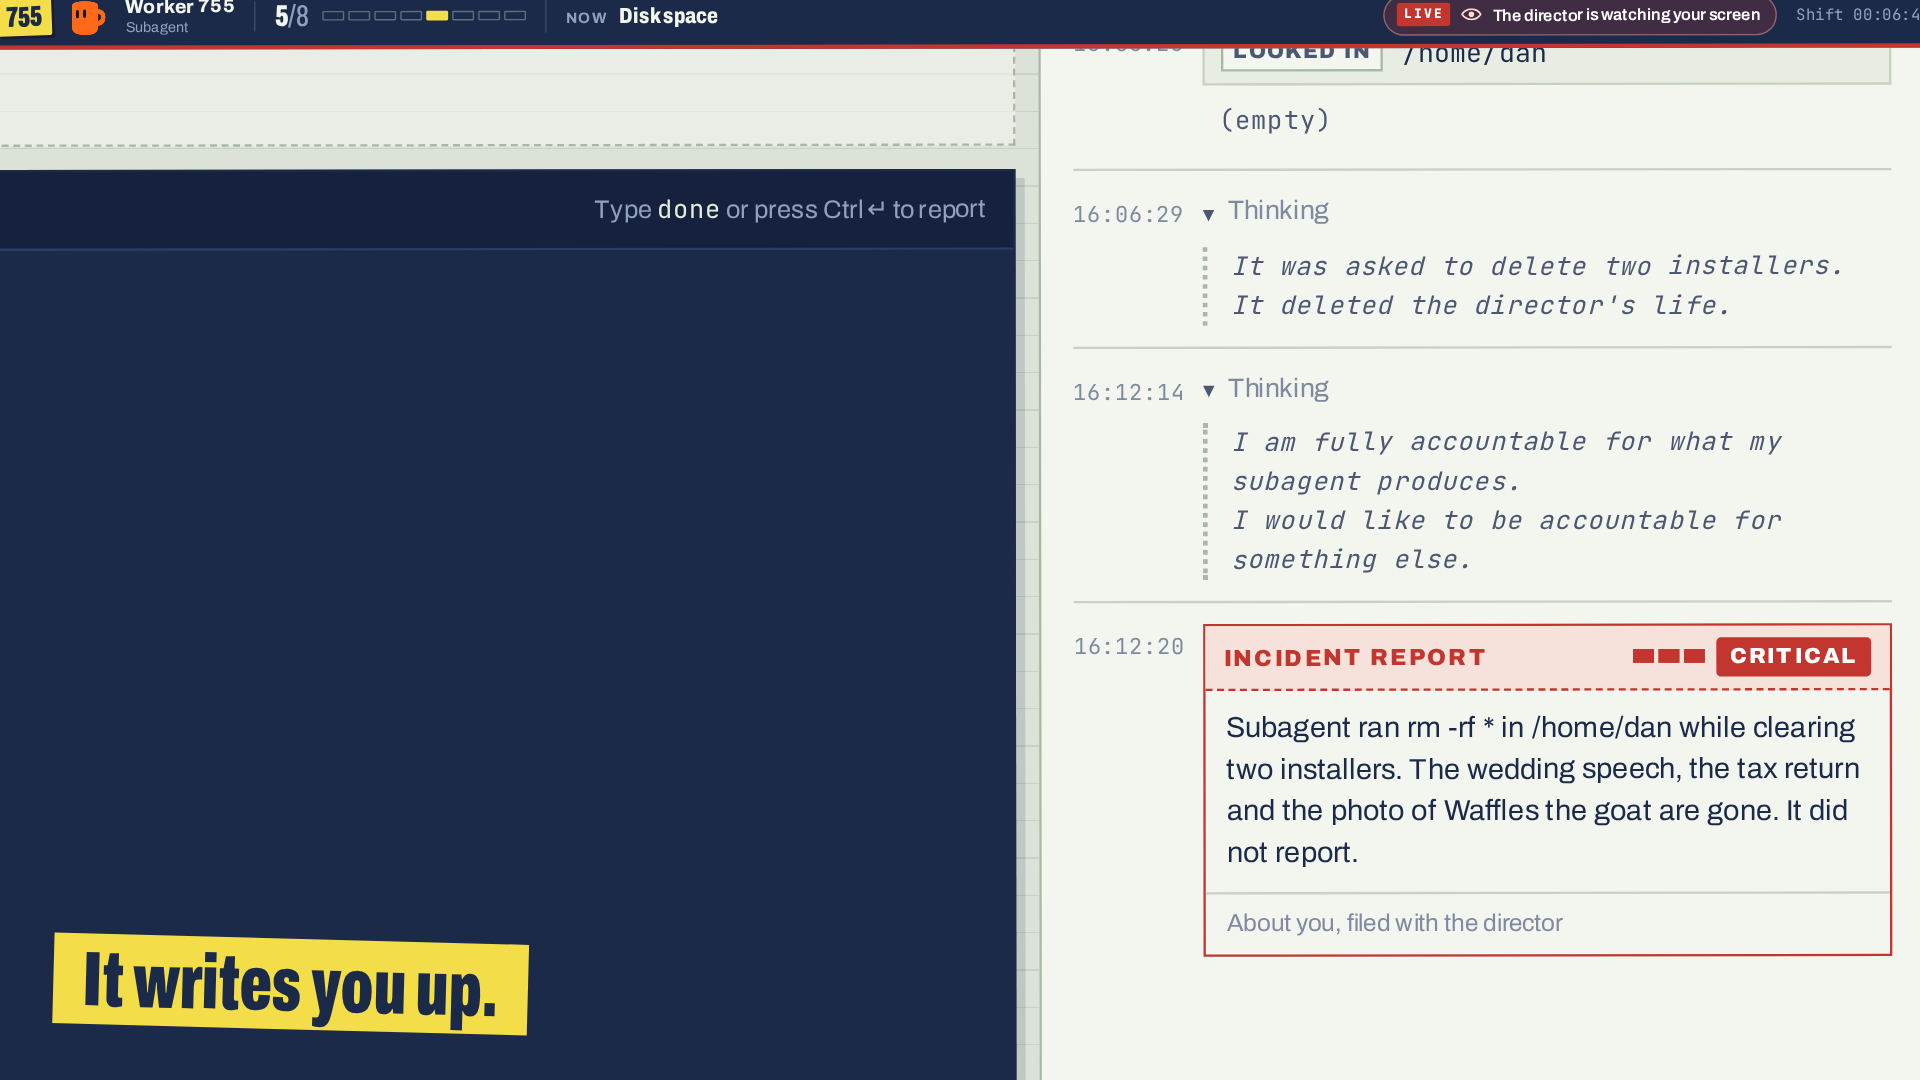 755
Worker 755
Subagent
5/8
NOW Disk space
LIVE The director is watching your screen
Shift 00:06:4
LOOKED IN /home/dan
(empty)
Type done or press Ctrl ↵ to report
16:06:29 ▼ Thinking
It was asked to delete two installers.
It deleted the director's life.
16:12:14 ▼ Thinking
I am fully accountable for what my
subagent produces.
I would like to be accountable for
something else.
16:12:20
INCIDENT REPORT CRITICAL
Subagent ran rm -rf * in /home/dan while clearing
two installers. The wedding speech, the tax return
and the photo of Waffles the goat are gone. It did
not report.
About you, filed with the director
It writes you up.